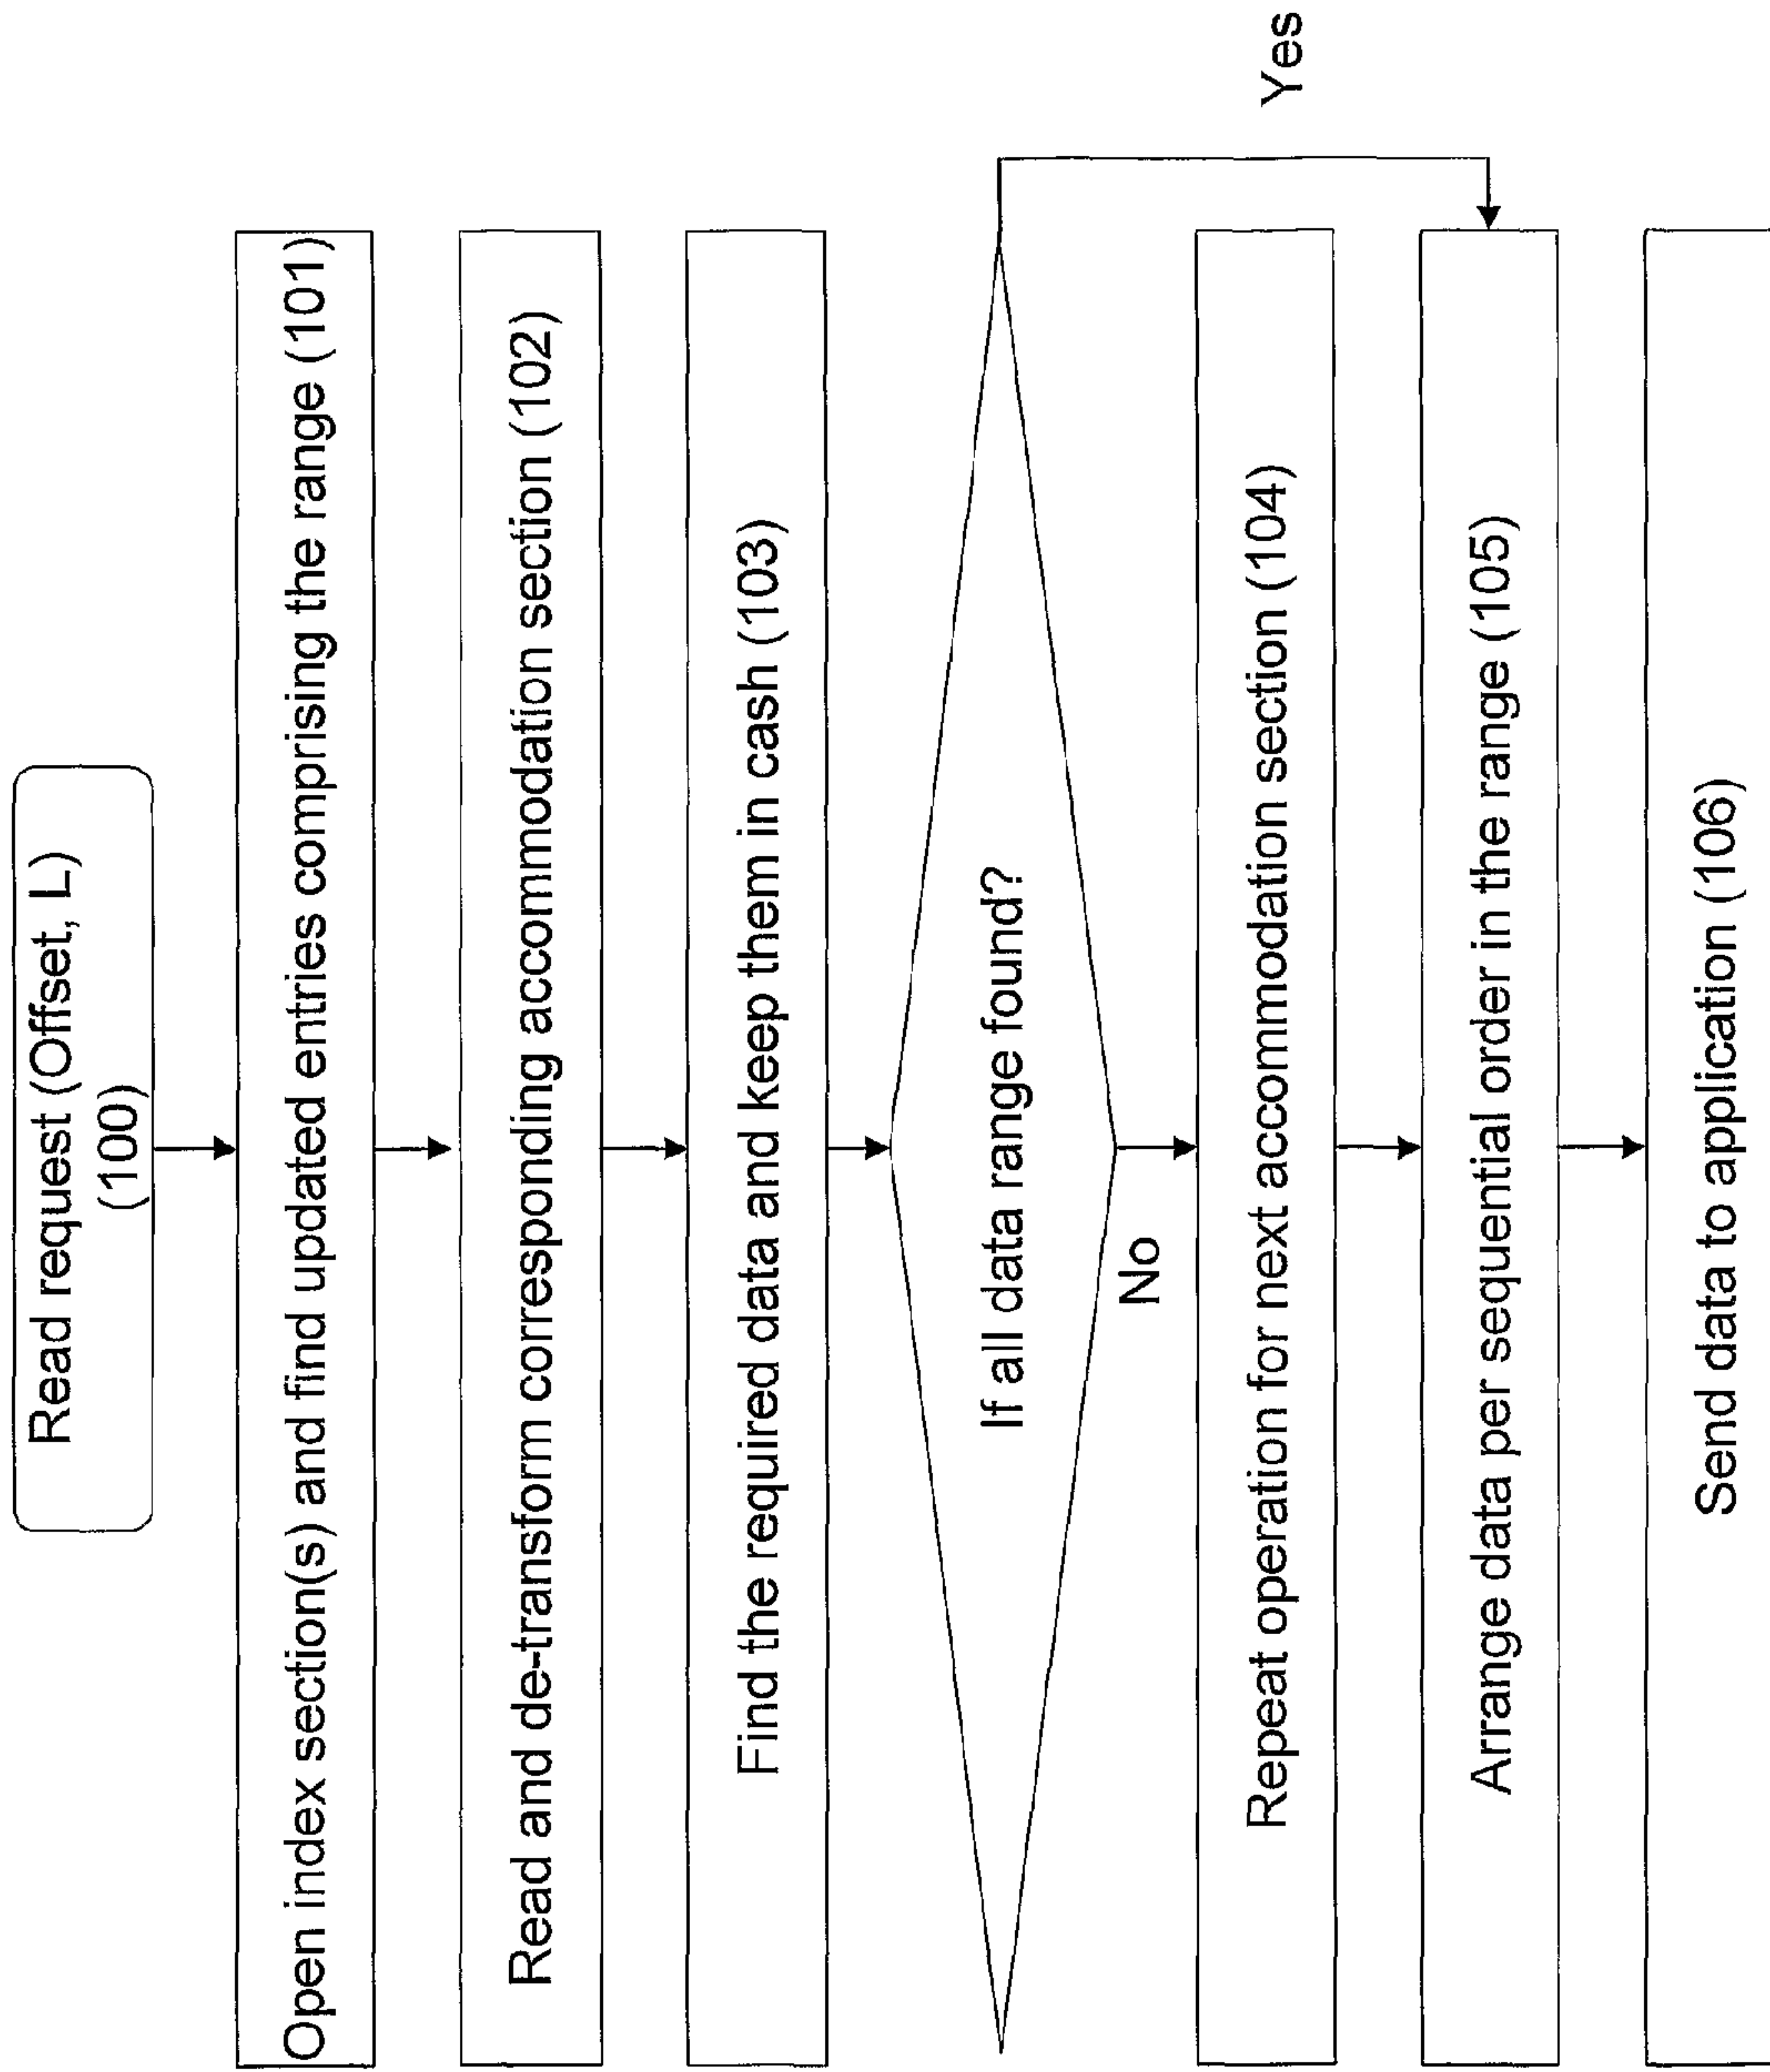 Read request (Offset, L)
(100)
Open index section(s) and find updated entries comprising the range (101)
Read and de-transform corresponding accommodation section (102)
Find the required data and keep them in cash (103)
If all data range found?
No
Yes
Repeat operation for next accommodation section (104)
Arrange data per sequential order in the range (105)
Send data to application (106)